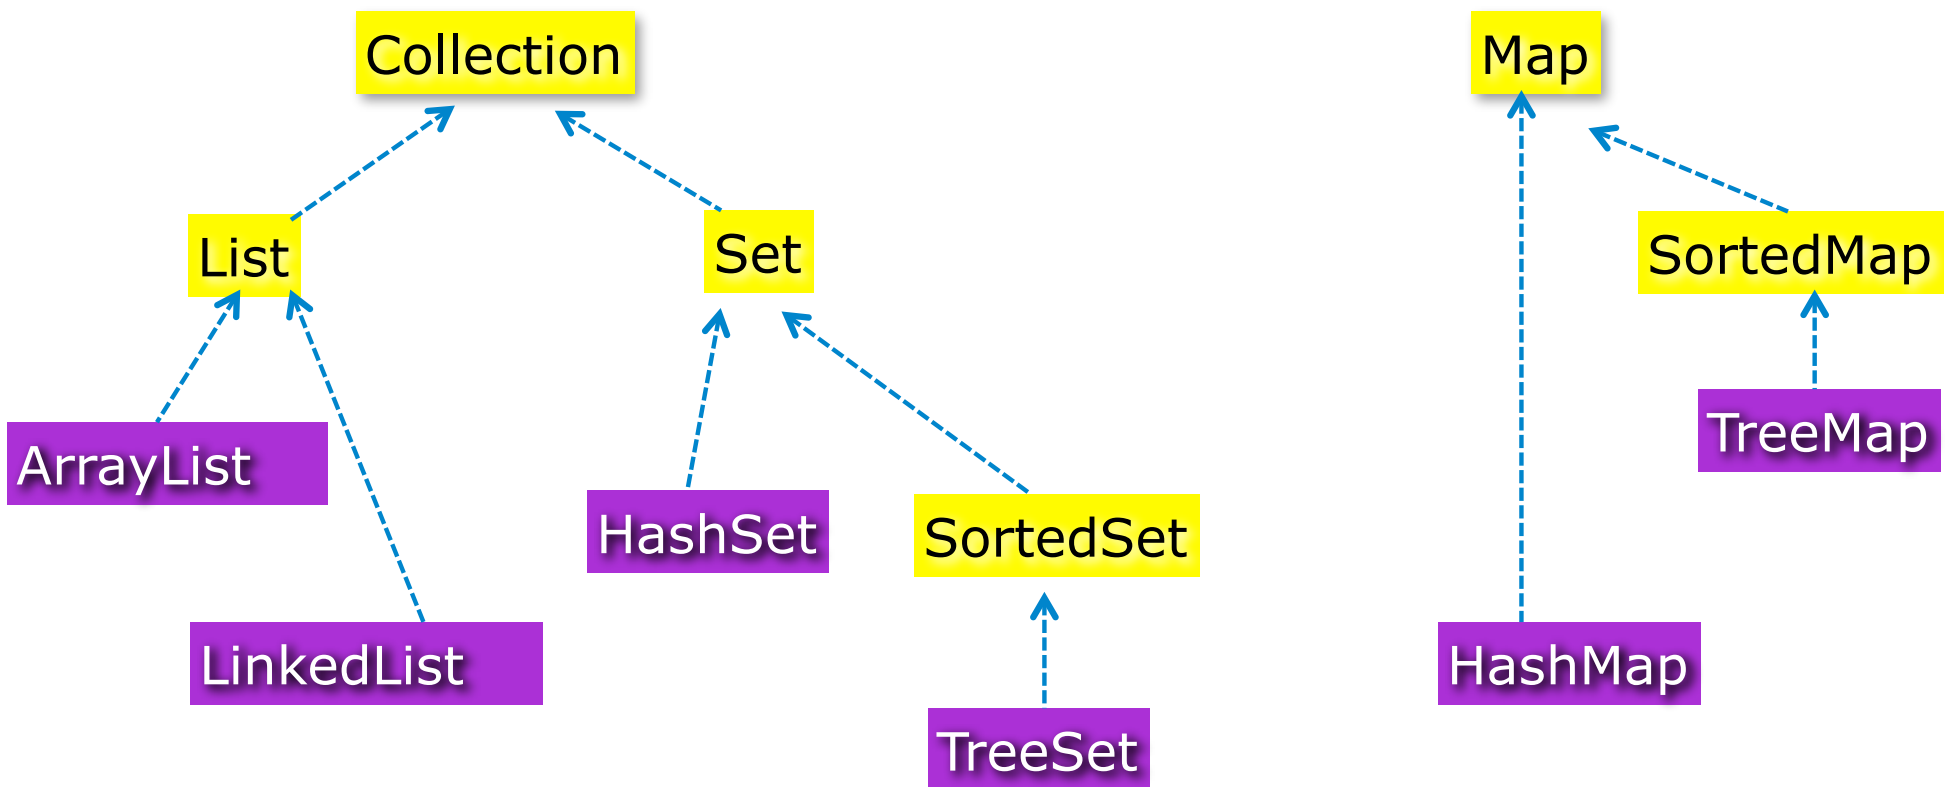 Collection
Map
List
Set
SortedMap
ArrayList
TreeMap
HashSet
SortedSet
LinkedList
HashMap
TreeSet